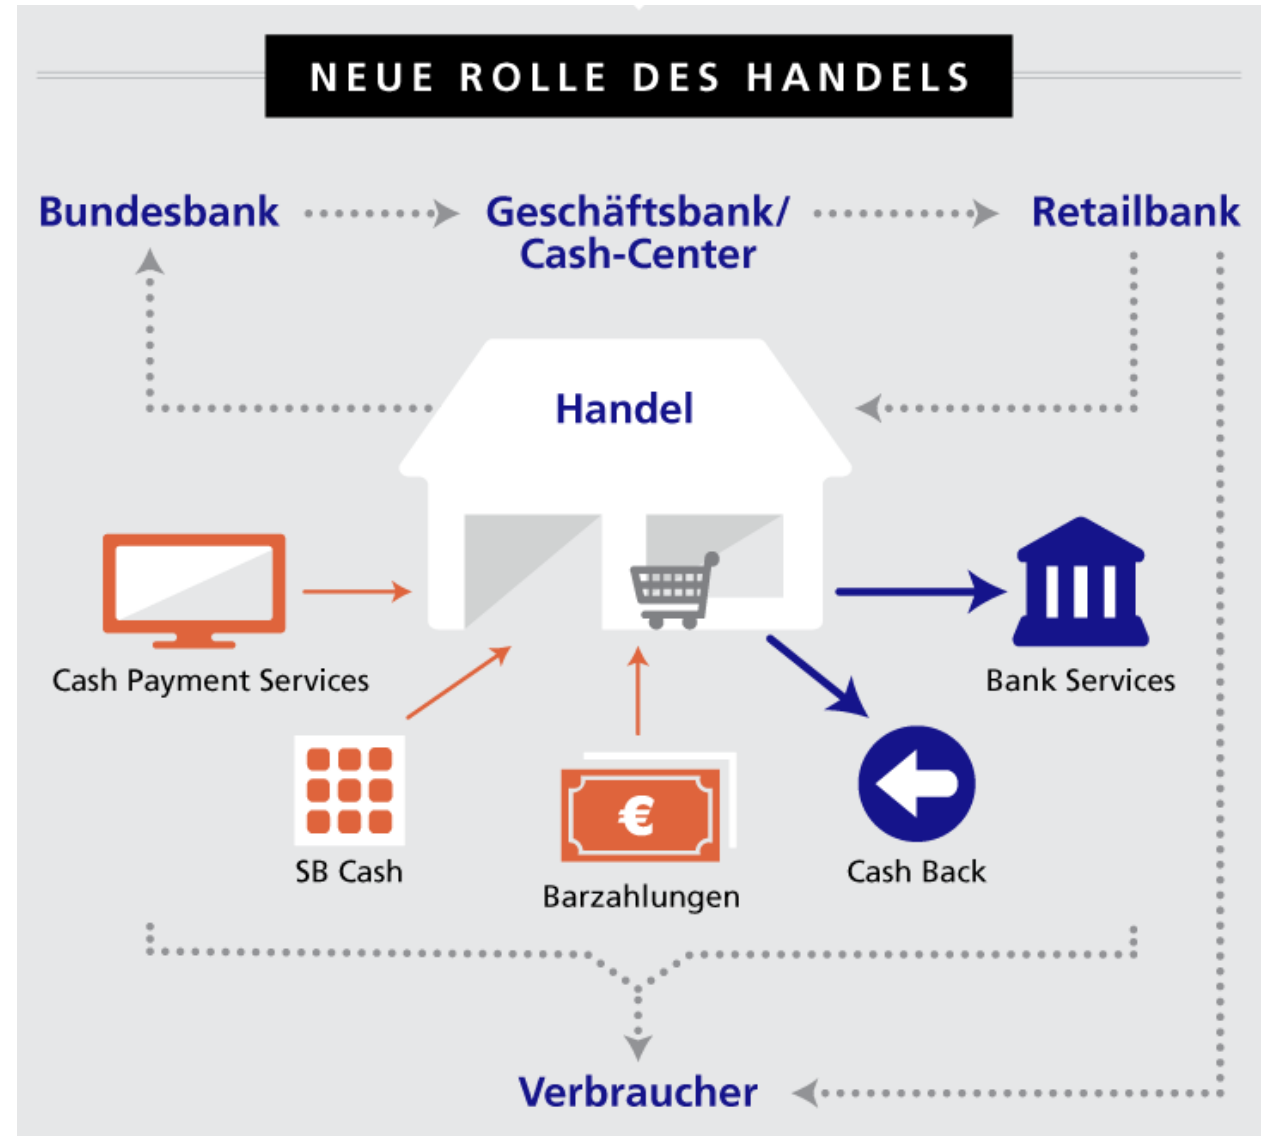 NEUE ROLLE DES HANDELS
Bundesbank
Geschäftsbank/
Cash-Center
Retailbank
Handel
Cash Payment Services
Bank Services
SB Cash
€
Barzahlungen
Cash Back
Verbraucher